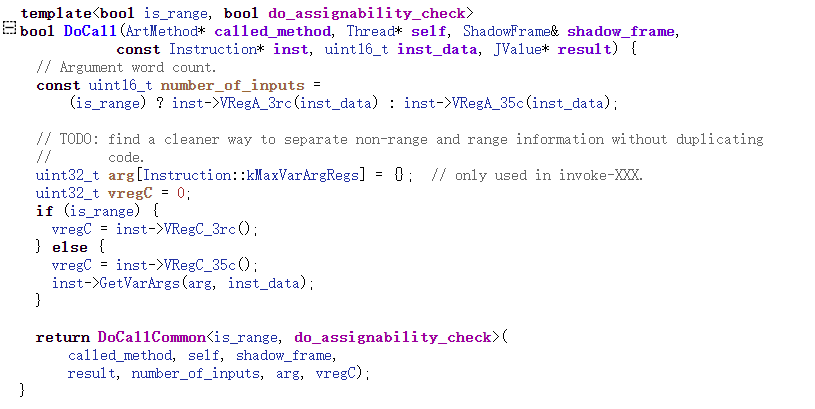 template<bool is_range, bool do_assignability_check>
bool DoCall(ArtMethod* called_method, Thread* self, ShadowFrame& shadow_frame,
            const Instruction* inst, uint16_t inst_data, JValue* result) {
  // Argument word count.
  const uint16_t number_of_inputs =
      (is_range) ? inst->VRegA_3rc(inst_data) : inst->VRegA_35c(inst_data);

  // TODO: find a cleaner way to separate non-range and range information without duplicating
  //       code.
  uint32_t arg[Instruction::kMaxVarArgRegs] = {};  // only used in invoke-XXX.
  uint32_t vregC = 0;
  if (is_range) {
    vregC = inst->VRegC_3rc();
  } else {
    vregC = inst->VRegC_35c();
    inst->GetVarArgs(arg, inst_data);
  }

  return DoCallCommon<is_range, do_assignability_check>(
      called_method, self, shadow_frame,
      result, number_of_inputs, arg, vregC);
}